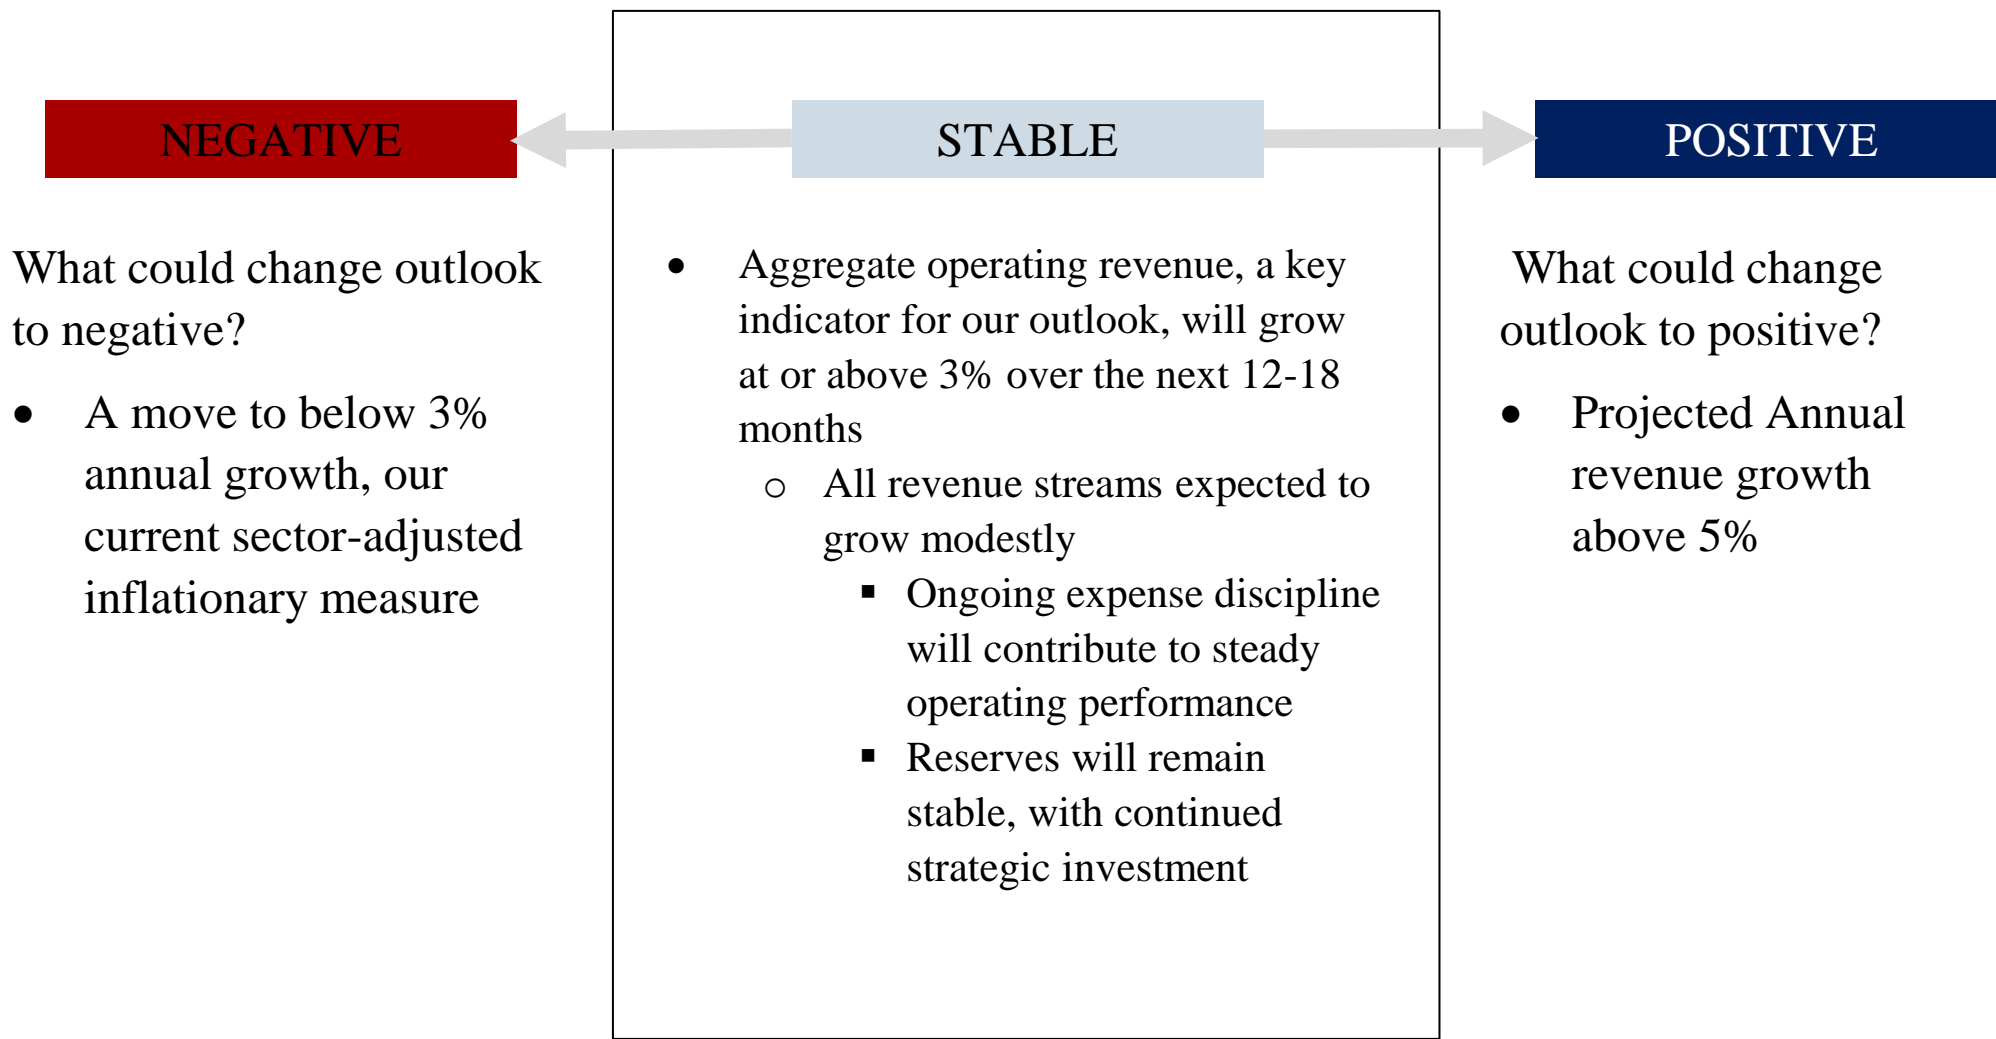 NEGATIVE
What could change outlook
to negative?
• A move to below 3%
annual growth, our
current sector-adjusted
inflationary measure
STABLE
• Aggregate operating revenue, a key
indicator for our outlook, will grow
at or above 3% over the next 12-18
months
o All revenue streams expected to
grow modestly
▪ Ongoing expense discipline
will contribute to steady
operating performance
▪ Reserves will remain
stable, with continued
strategic investment
POSITIVE
What could change
outlook to positive?
• Projected Annual
revenue growth
above 5%